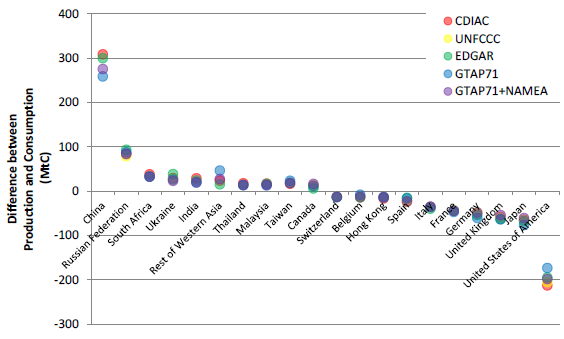 400
300
200
100
0
-100
-200
-300
Difference between
Production and Consumption
(MtC)
CDIAC
UNFCCC
EDGAR
GTAP71
GTAP71+NAMEA
China
Russian Federation
South Africa
Ukraine
India
Rest of Western Asia
Thailand
Malaysia
Taiwan
Canada
Switzerland
Belgium
Hong Kong
Spain
Italy
France
Germany
United Kingdom
Japan
United States of America